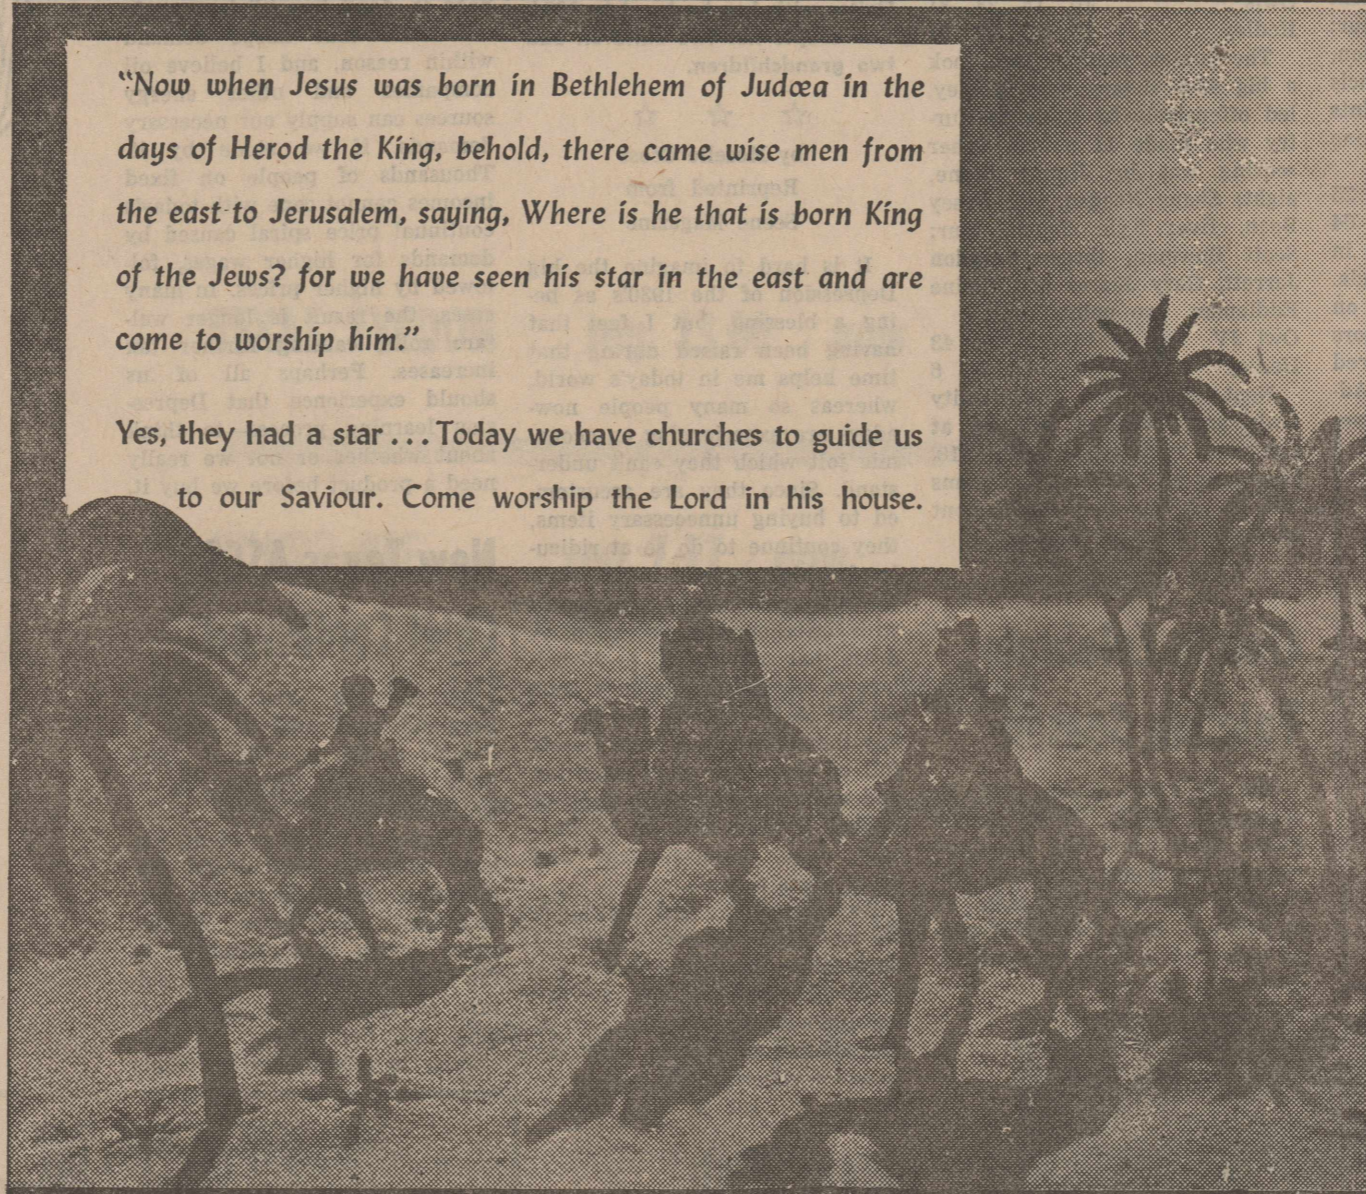 “Now when Jesus was born in Bethlehem of Judœa in the
days of Herod the King, behold, there came wise men from
the east to Jerusalem, saying, Where is he that is born King
of the Jews? for we have seen his star in the east and are
come to worship him.”
Yes, they had a star . . . Today we have churches to guide us
to our Saviour. Come worship the Lord in his house.